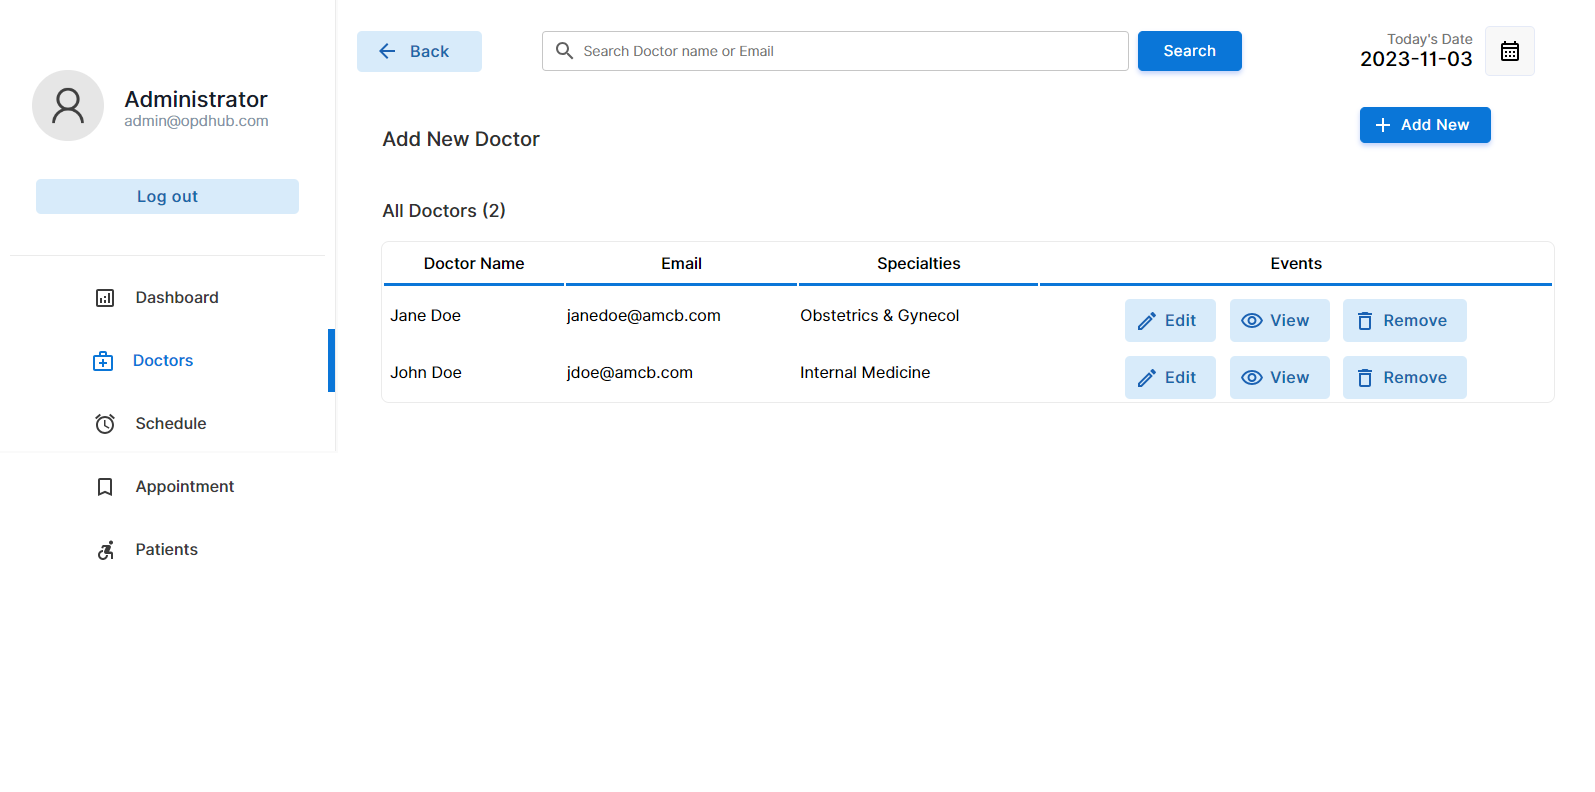 Administrator
admin@opdhub.com
Log out
Dashboard
Doctors
Schedule
Appointment
Patients
Back
Search Doctor name or Email
Search
Today's Date
2023-11-03
Add New Doctor
Add New
All Doctors (2)
Doctor Name Email Specialties Events
Jane Doe janedoe@amcb.com Obstetrics & Gynecol Edit View Remove
John Doe jdoe@amcb.com Internal Medicine Edit View Remove